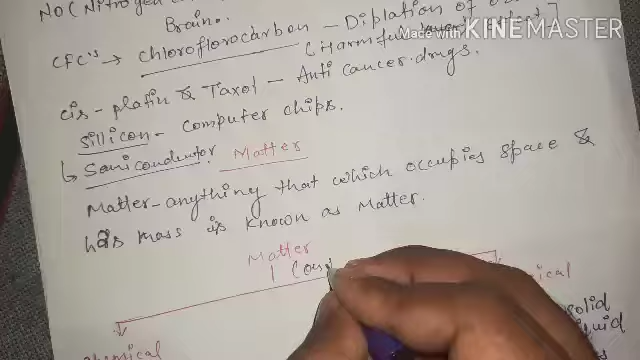 NO (Nitrogen
Brain.
Made with KINEMASTER
CFC's → chloroflorocarbon - Diplation of
(Harmful
cis-platin & Taxol - Anti cancer drugs.
Sillicon - computer chips.
↳ Semiconductor. Matter
Matter - anything that which occupies space &
has mass is known as Matter.
Matter
chemical
solid